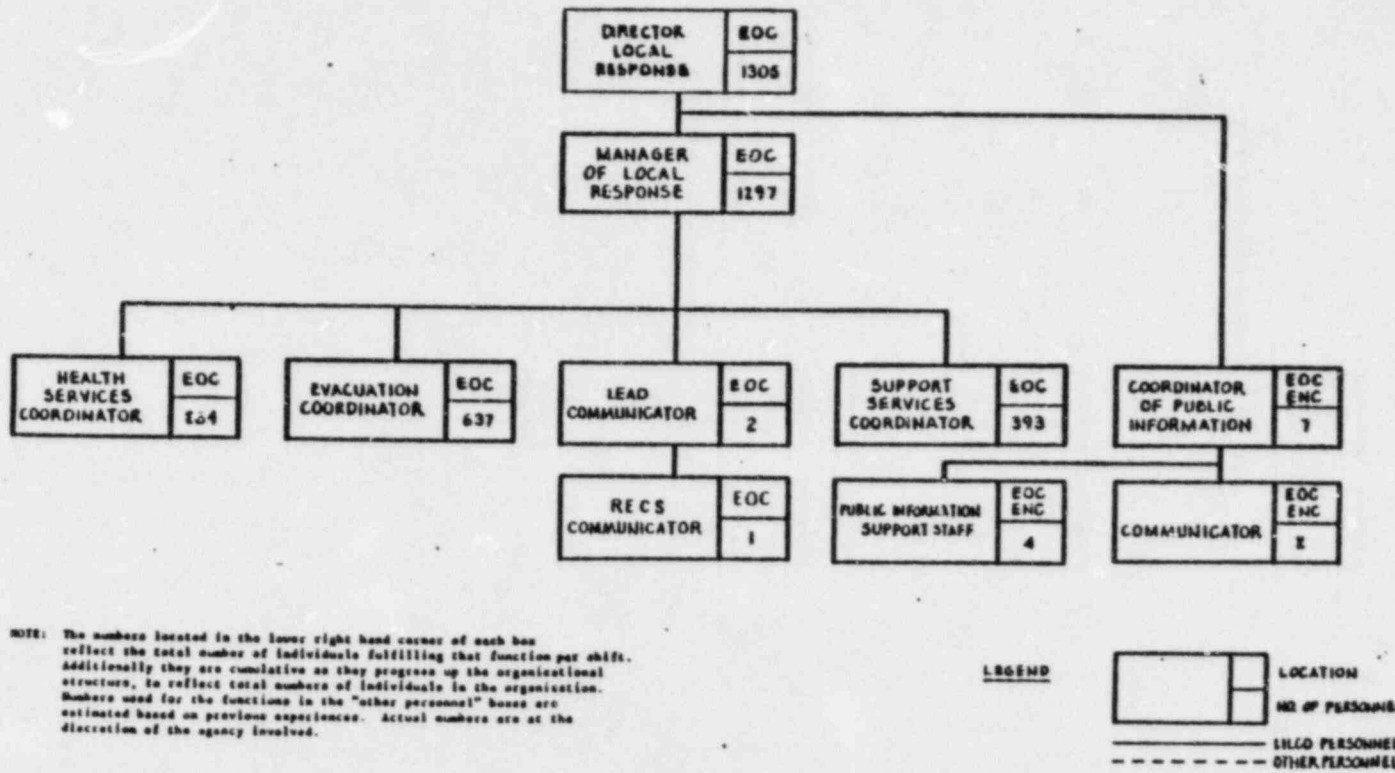 DIRECTOR
LOCAL
RESPONSE
EOC
1305
MANAGER
OF LOCAL
RESPONSE
EOC
1297
HEALTH
SERVICES
COORDINATOR
EOC
264
EVACUATION
COORDINATOR
EOC
637
LEAD
COMMUNICATOR
EOC
2
SUPPORT
SERVICES
COORDINATOR
EOC
393
COORDINATOR
OF PUBLIC
INFORMATION
EOC
ENC
7
RECS
COMMUNICATOR
EOC
1
PUBLIC INFORMATION
SUPPORT STAFF
EOC
ENC
4
COMMUNICATOR
EOC
ENC
2
NOTE: The numbers located in the lower right hand corner of each box
reflect the total number of individuals fulfilling that function per shift.
Additionally they are cumulative as they progress up the organizational
structure, to reflect total numbers of individuals in the organization.
Numbers used for the functions in the "other personnel" boxes are
estimated based on previous experiences. Actual numbers are at the
discretion of the agency involved.
LEGEND
LOCATION
NO. OF PERSONNEL
LILCO PERSONNEL
OTHER PERSONNEL